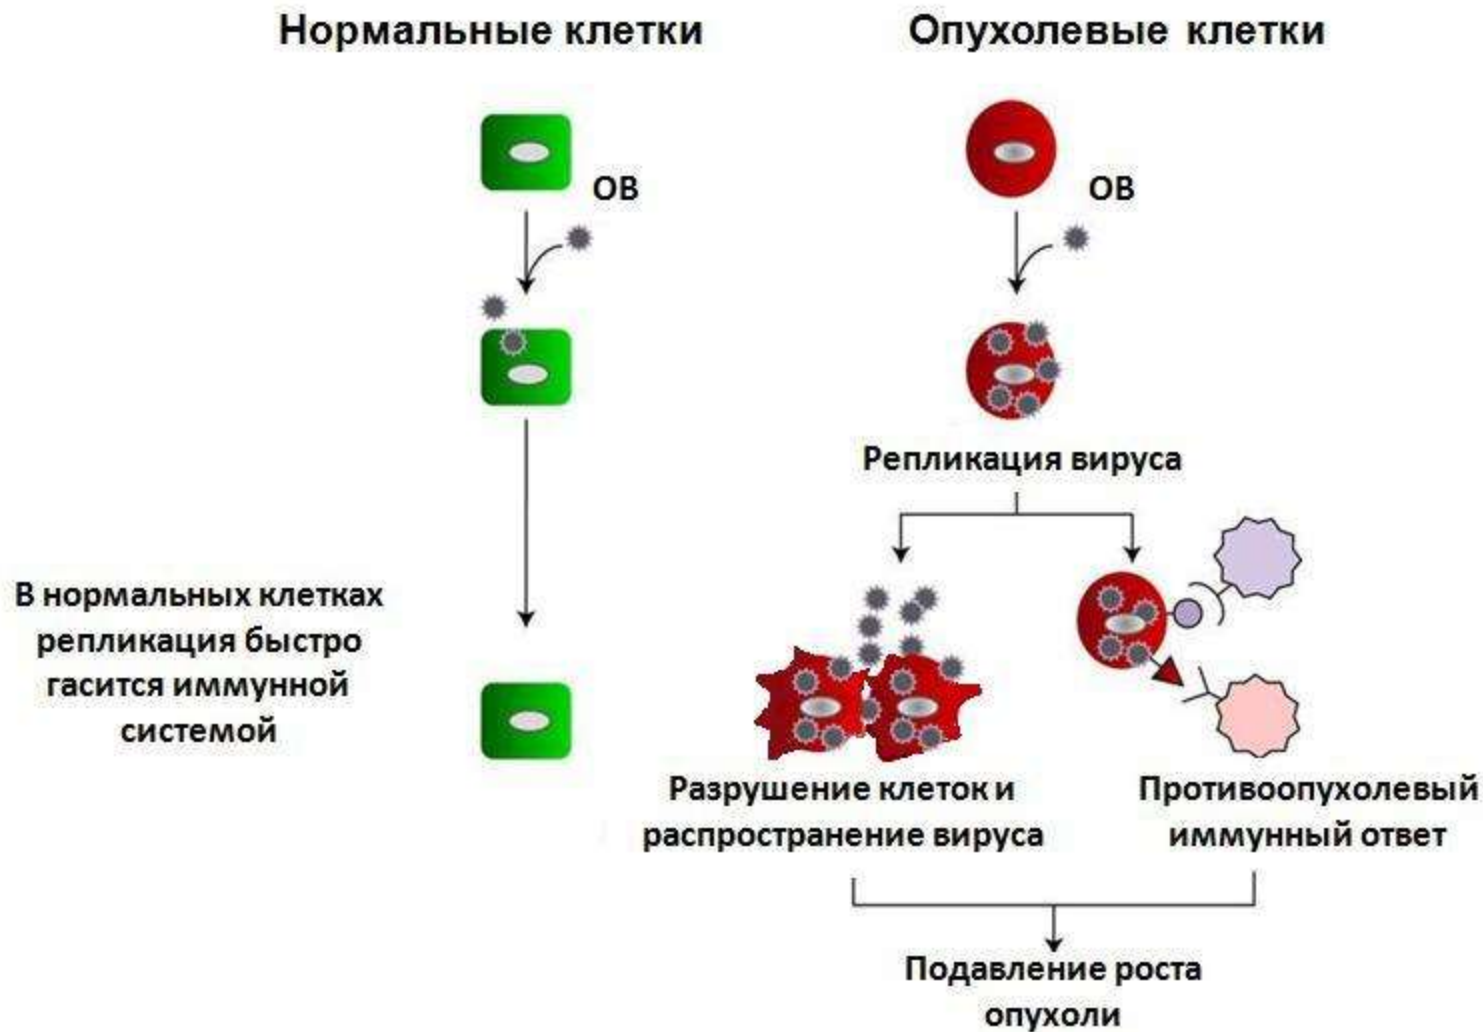 Нормальные клетки
Опухолевые клетки
ОВ
ОВ
Репликация вируса
В нормальных клетках
репликация быстро
гасится иммунной
системой
Разрушение клеток и
распространение вируса
Противоопухолевый
иммунный ответ
Подавление роста
опухоли